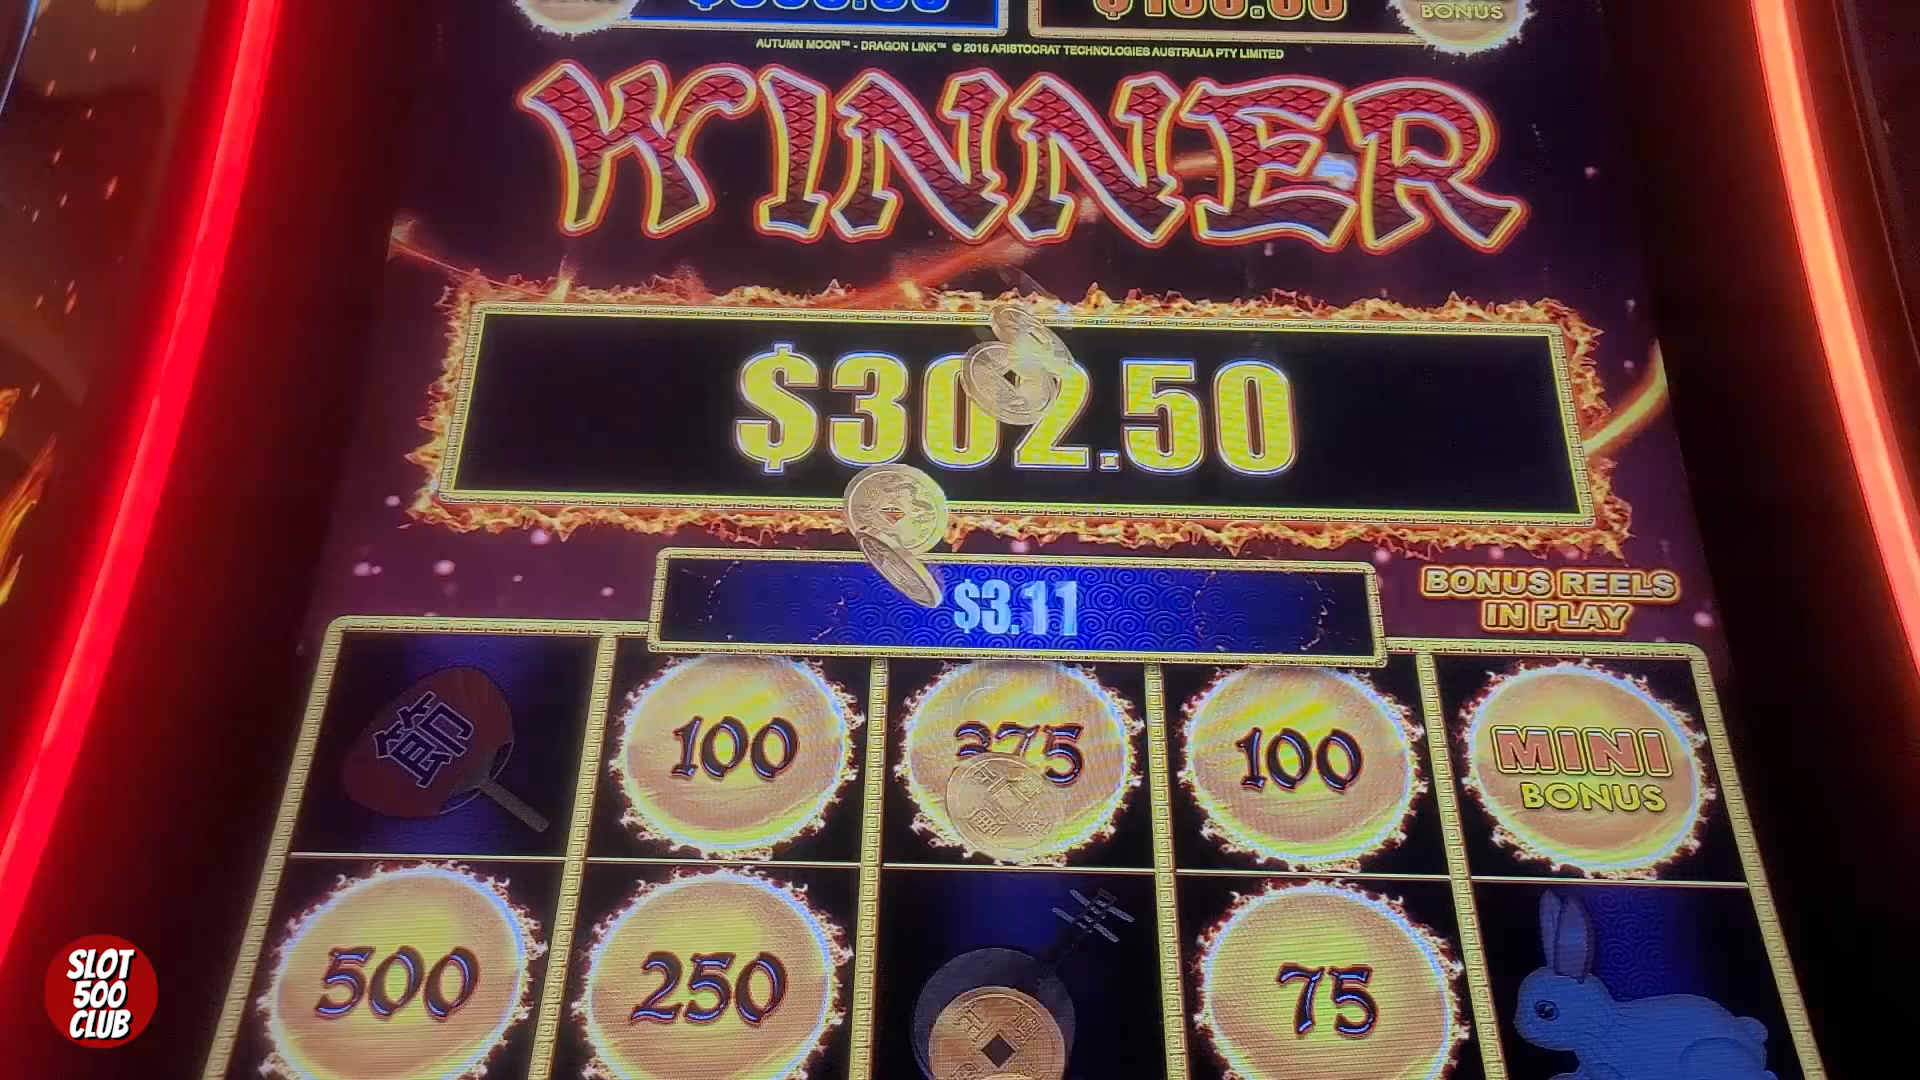 BONUS
AUTUMN MOON™ - DRAGON LINK™ © 2016 ARISTOCRAT TECHNOLOGIES AUSTRALIA PTY LIMITED
WINNER
$302.50
$3.11
BONUS REELS
IN PLAY
100
275
100
MINI
BONUS
500
250
75
SLOT
500
CLUB